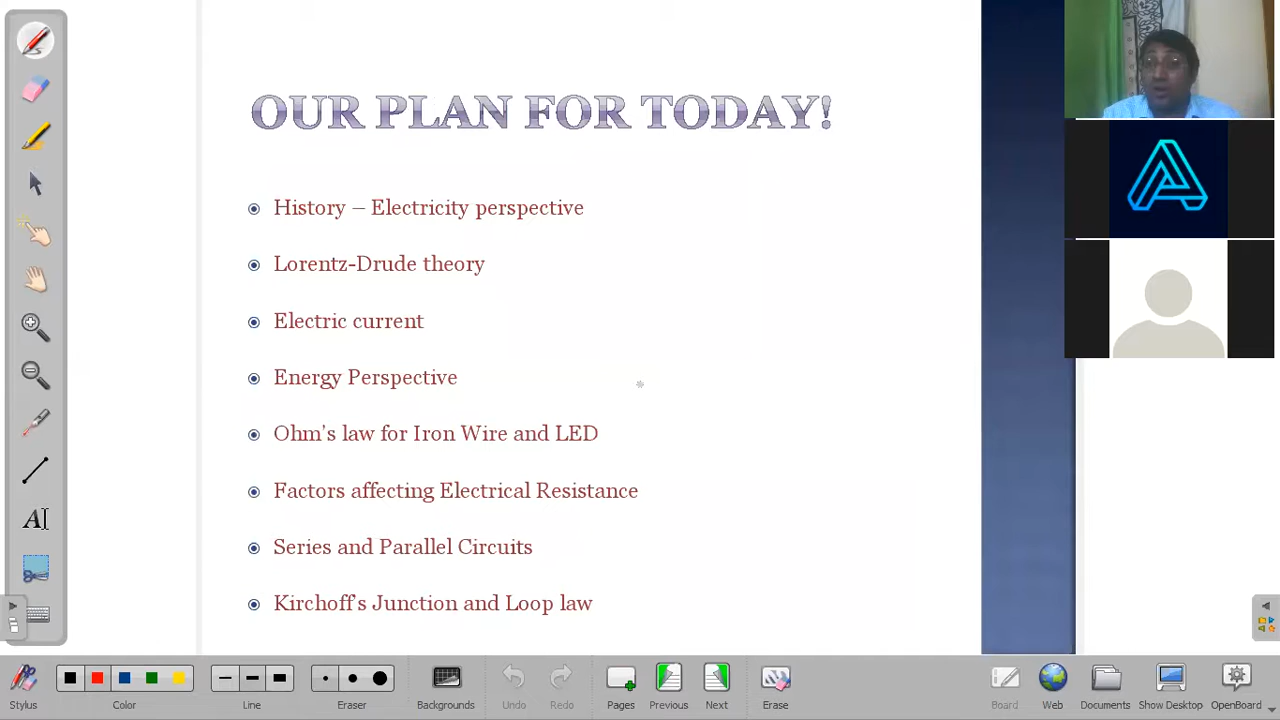 OUR PLAN FOR TODAY!
History – Electricity perspective
Lorentz-Drude theory
Electric current
Energy Perspective
Ohm's law for Iron Wire and LED
Factors affecting Electrical Resistance
Series and Parallel Circuits
Kirchoff's Junction and Loop law
AI
Stylus
Color
Line
Eraser
Backgrounds
Undo
Redo
Pages
Previous
Next
Erase
Board
Web
Documents
Show Desktop
OpenBoard